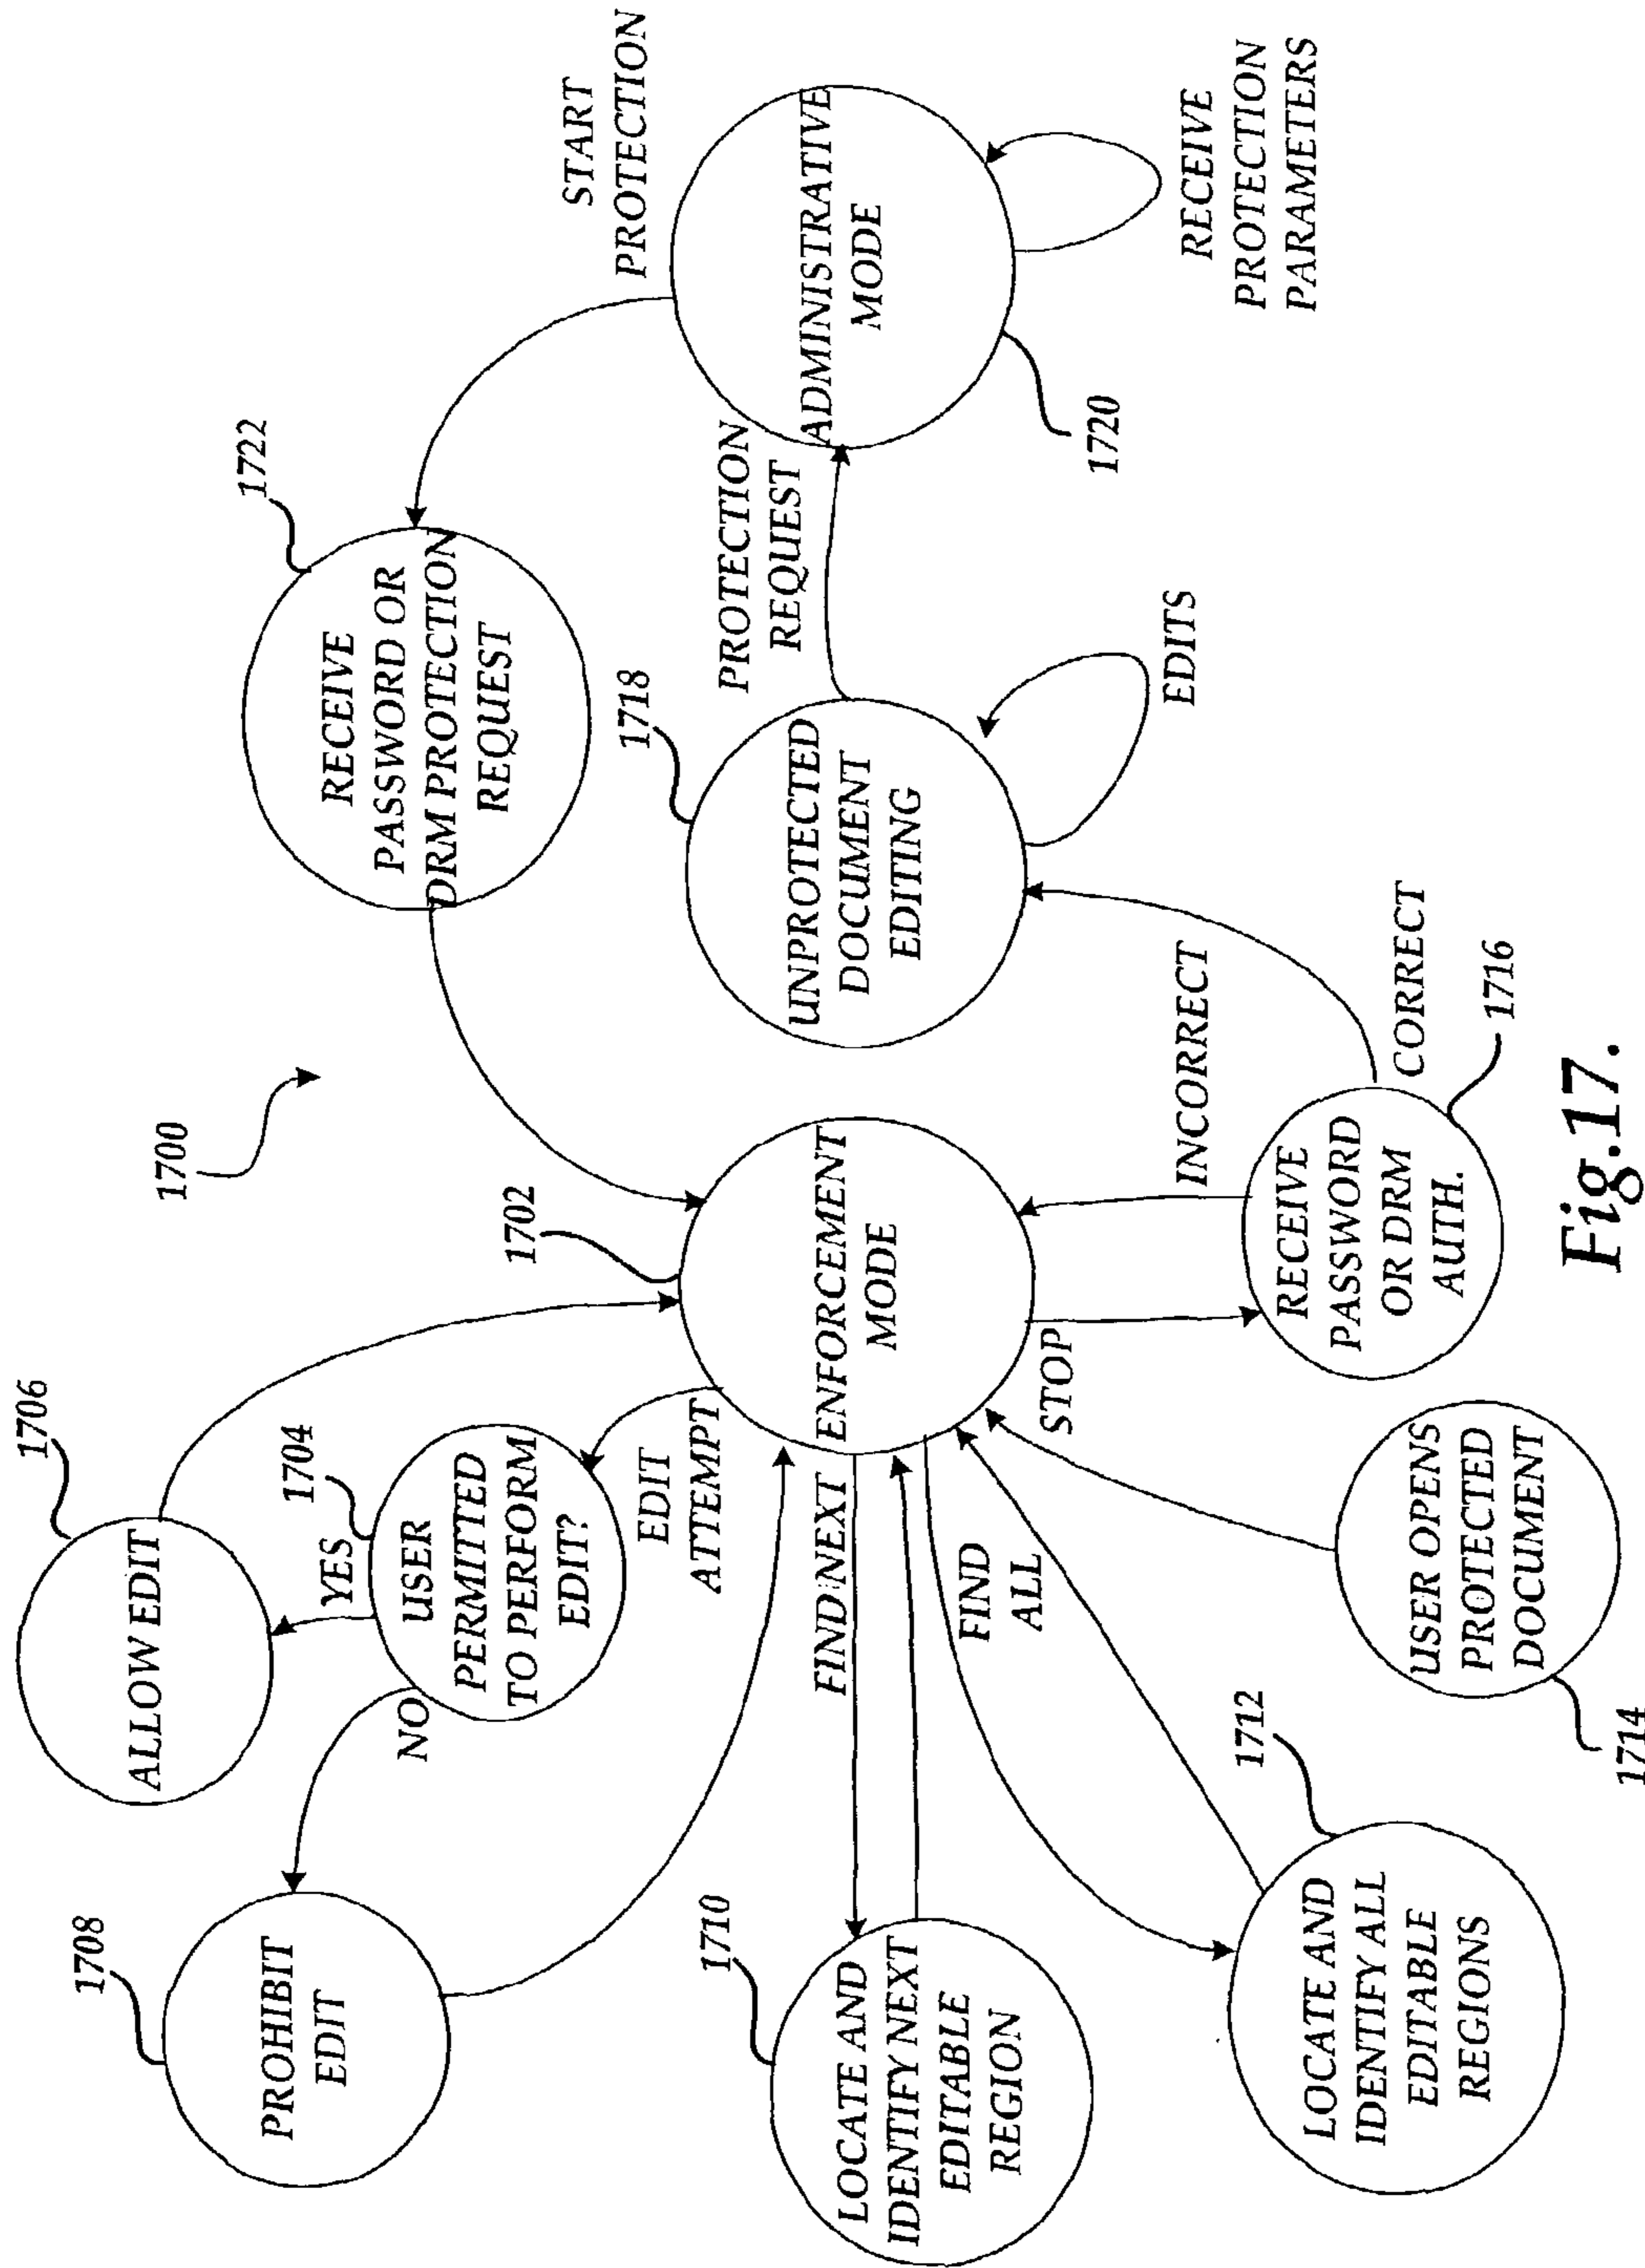 1700
1706
ALLOW EDIT
1708
PROHIBIT
EDIT
YES
NO
1704
USER
PERMITTED
TO PERFORM
EDIT?
EDIT
ATTEMPT
1702
ENFORCEMENT
MODE
1722
RECEIVE
PASSWORD OR
DRM PROTECTION
REQUEST
START
PROTECTION
1710
LOCATE AND
IDENTIFY NEXT
EDITABLE
REGION
FIND NEXT
FIND
ALL
1718
UNPROTECTED
DOCUMENT
EDITING
PROTECTION
REQUEST
ADMINISTRATIVE
MODE
1720
EDITS
RECEIVE
PROTECTION
PARAMETERS
1712
LOCATE AND
IDENTIFY ALL
EDITABLE
REGIONS
STOP
INCORRECT
CORRECT
1714
USER OPENS
PROTECTED
DOCUMENT
RECEIVE
PASSWORD
OR DRM
AUTH.
1716
Fig.17.